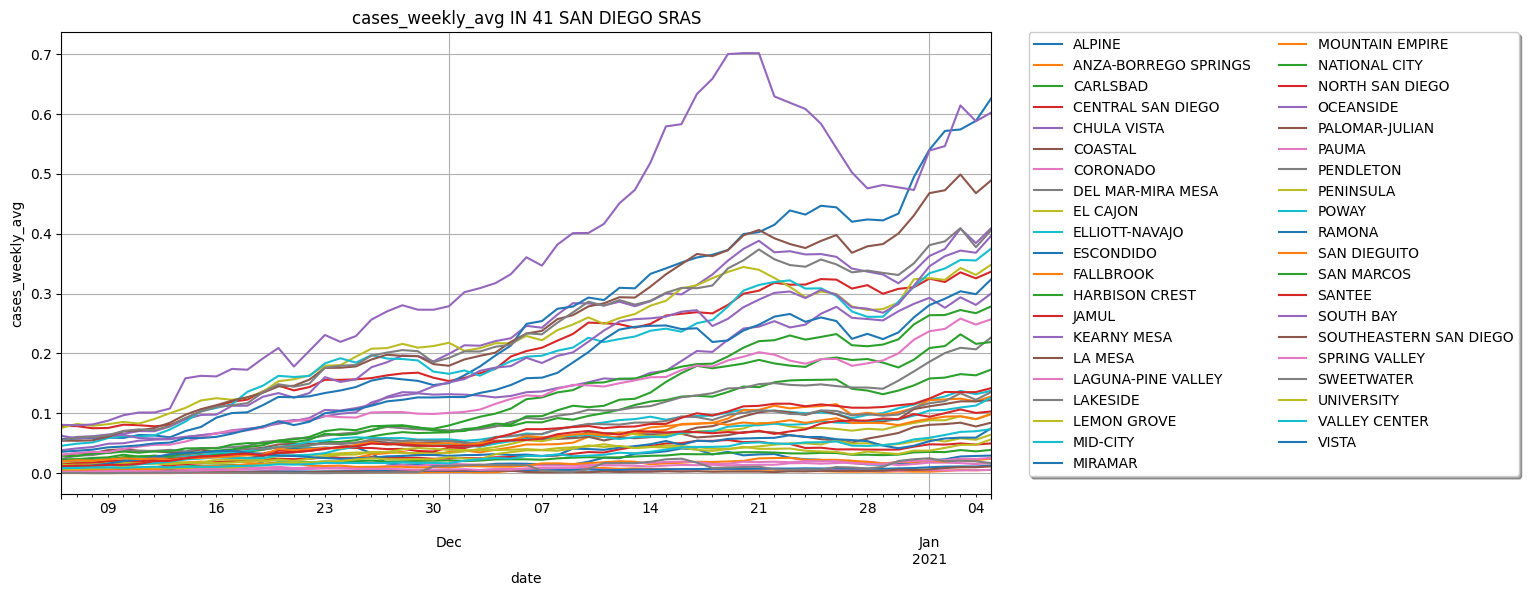 cases_weekly_avg IN 41 SAN DIEGO SRAS
cases_weekly_avg
0.7
0.6
0.5
0.4
0.3
0.2
0.1
0.0
09 16 23 30 07 14 21 28 04
Dec Jan
2021
date
ALPINE
ANZA-BORREGO SPRINGS
CARLSBAD
CENTRAL SAN DIEGO
CHULA VISTA
COASTAL
CORONADO
DEL MAR-MIRA MESA
EL CAJON
ELLIOTT-NAVAJO
ESCONDIDO
FALLBROOK
HARBISON CREST
JAMUL
KEARNY MESA
LA MESA
LAGUNA-PINE VALLEY
LAKESIDE
LEMON GROVE
MID-CITY
MIRAMAR
MOUNTAIN EMPIRE
NATIONAL CITY
NORTH SAN DIEGO
OCEANSIDE
PALOMAR-JULIAN
PAUMA
PENDLETON
PENINSULA
POWAY
RAMONA
SAN DIEGUITO
SAN MARCOS
SANTEE
SOUTH BAY
SOUTHEASTERN SAN DIEGO
SPRING VALLEY
SWEETWATER
UNIVERSITY
VALLEY CENTER
VISTA